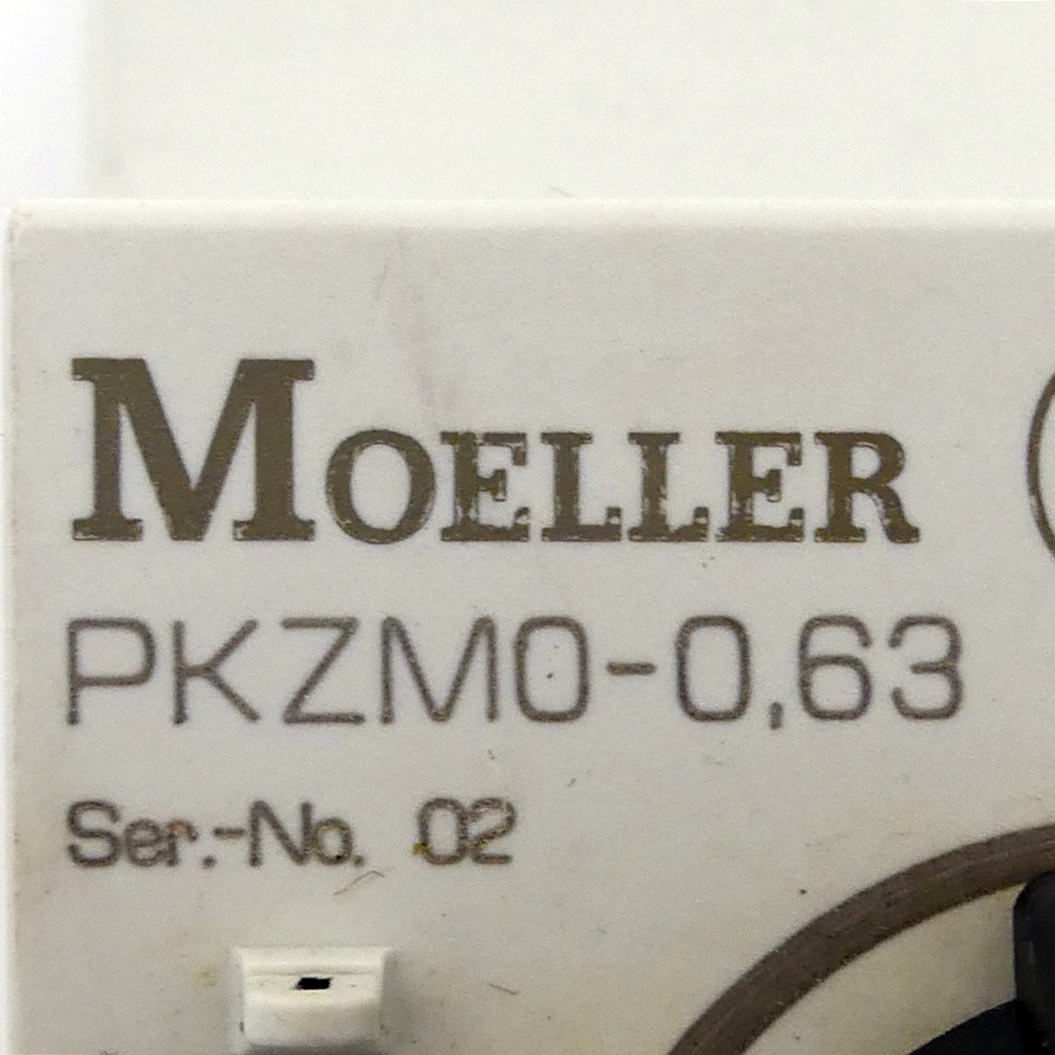 MOELLER
PKZM0-0,63
Ser.-No. 02